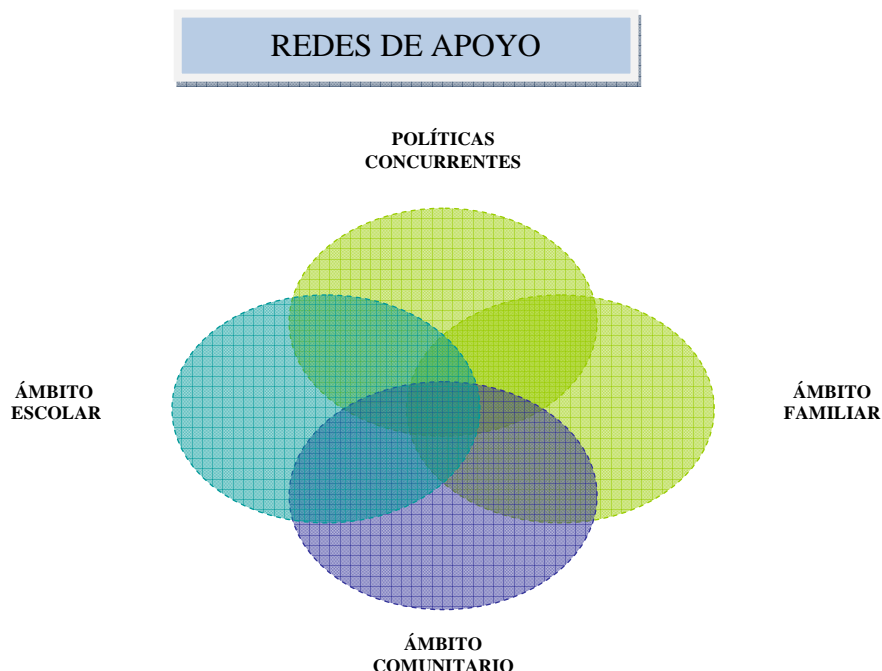 REDES DE APOYO
POLÍTICAS
CONCURRENTES
ÁMBITO
ESCOLAR
ÁMBITO
FAMILIAR
ÁMBITO
COMUNITARIO